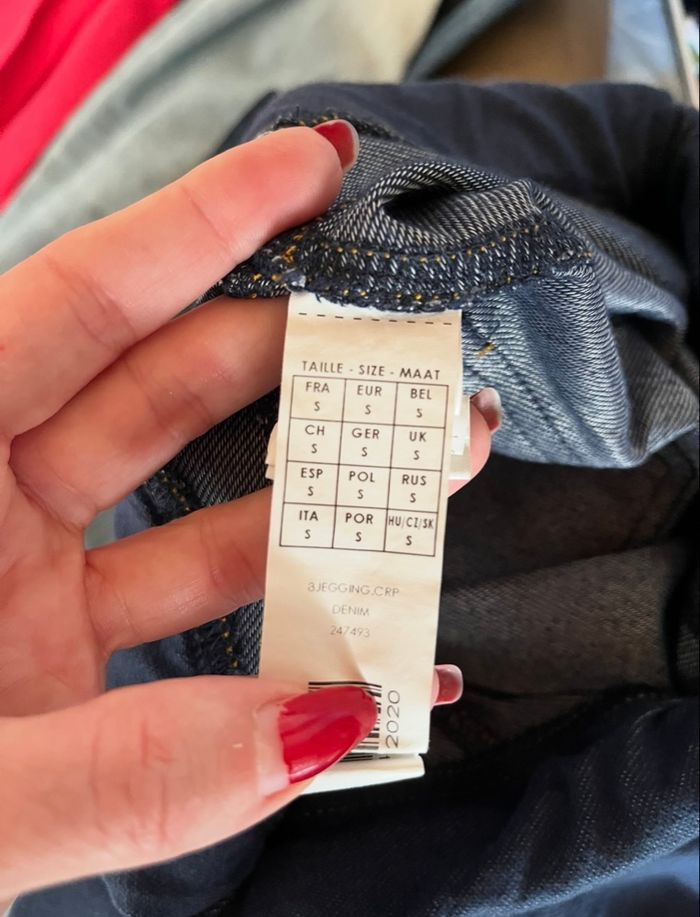 TAILLE - SIZE - MAAT
FRA EUR BEL
S S S
CH GER UK
S S S
ESP POL RUS
S S S
ITA POR HU/CZ/SK
S S S
3JEGGING.CRP
DENIM
247493
2020